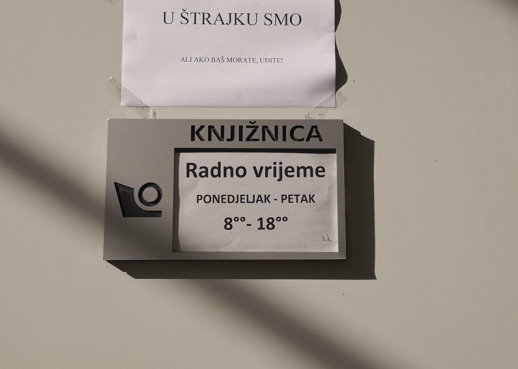 U ŠTRAJKU SMO
ALI AKO BAŠ MORATE, UĐITE!
KNJIŽNICA
Radno vrijeme
PONEDJELJAK - PETAK
8°° - 18°°